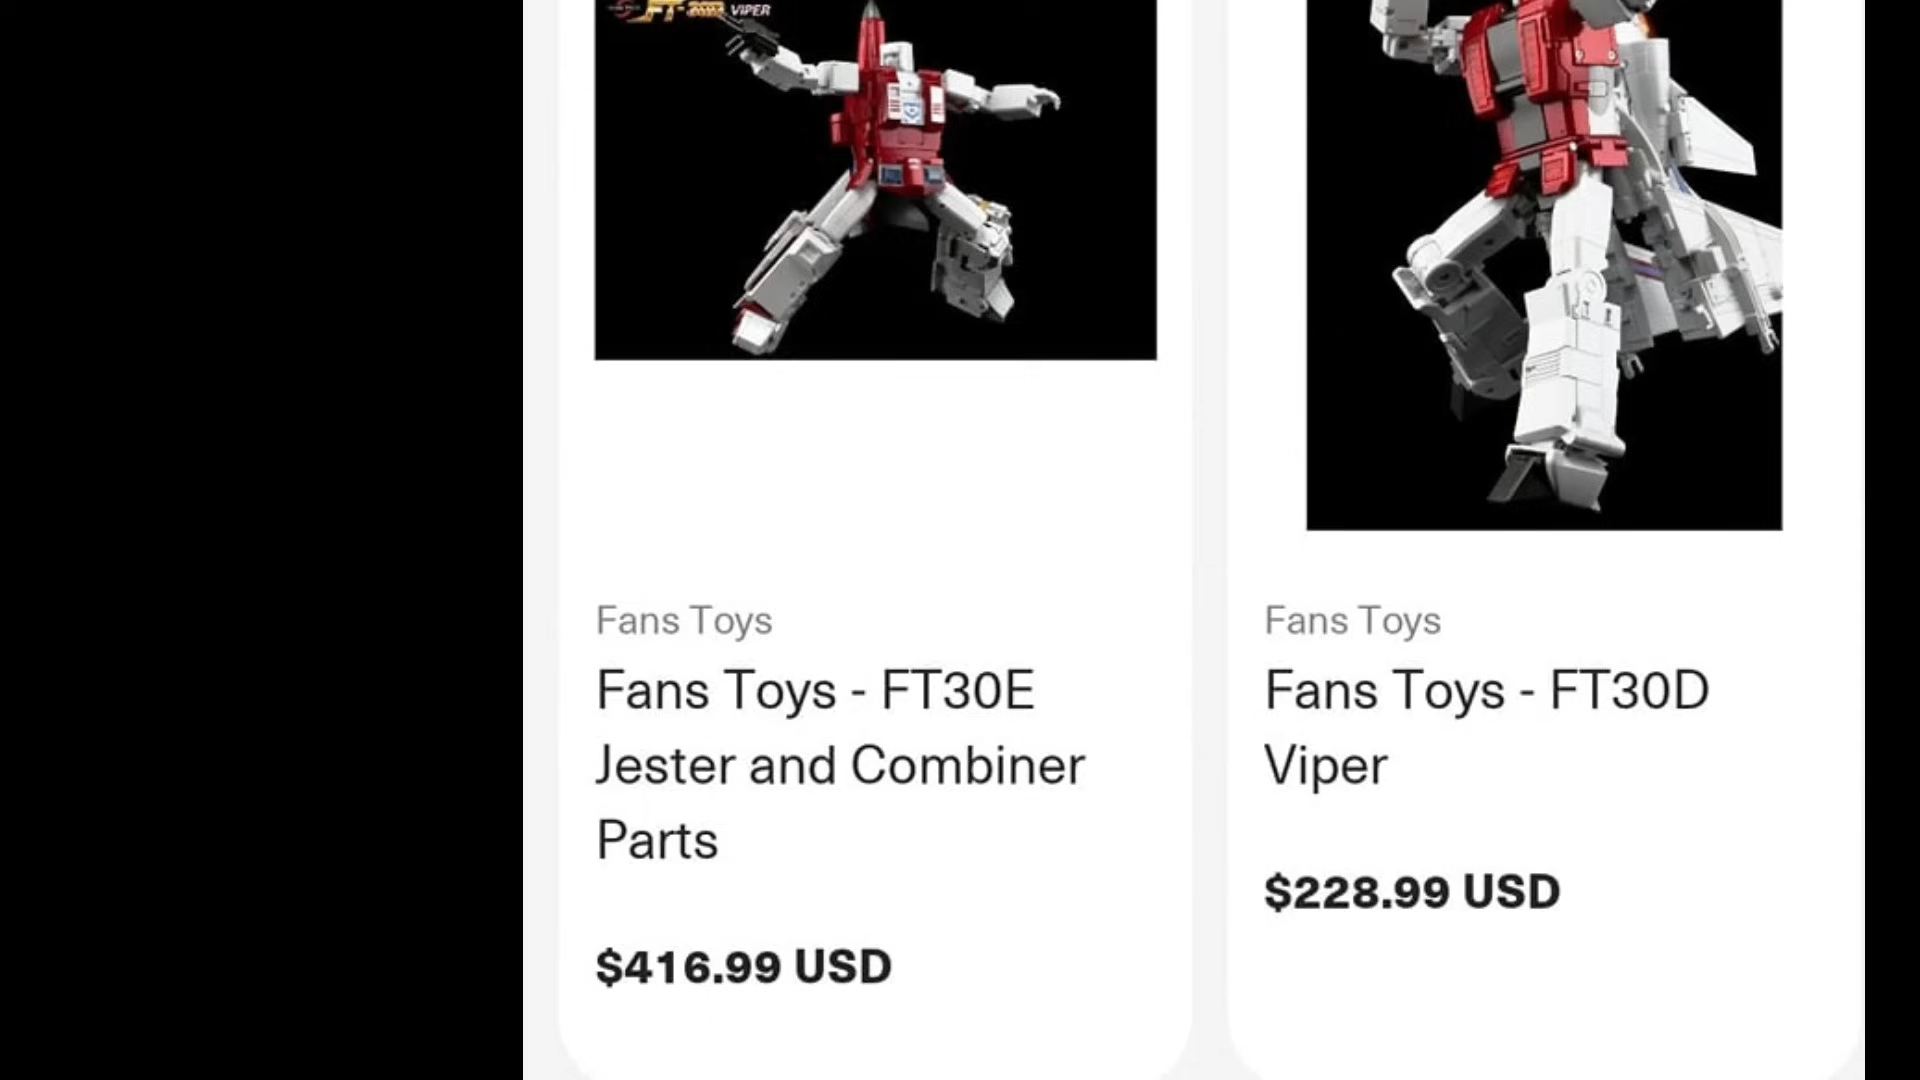 VIPER
Fans Toys
Fans Toys - FT30E
Jester and Combiner
Parts
$416.99 USD
Fans Toys
Fans Toys - FT30D
Viper
$228.99 USD